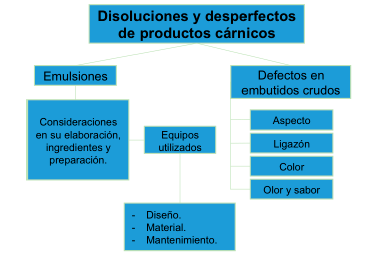 Disoluciones y desperfectos
de productos cárnicos
Emulsiones
Defectos en
embutidos crudos
Consideraciones
en su elaboración,
ingredientes y
preparación.
Equipos
utilizados
Aspecto
Ligazón
Color
Olor y sabor
- Diseño.
- Material.
- Mantenimiento.